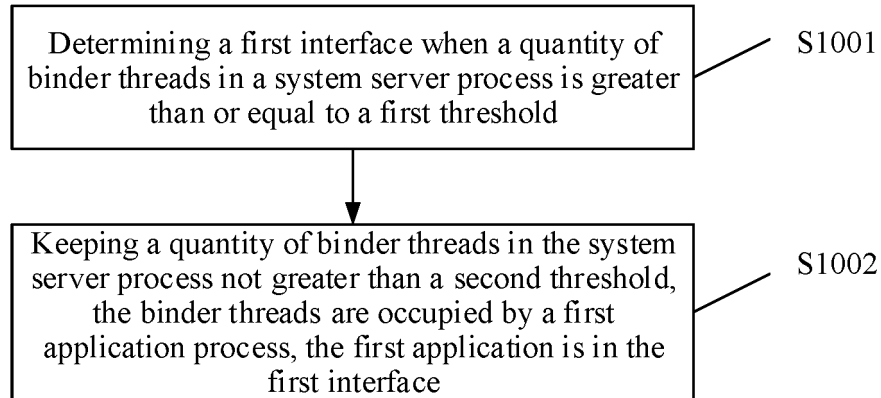 Determining a first interface when a quantity of
binder threads in a system server process is greater
than or equal to a first threshold
S1001
Keeping a quantity of binder threads in the system
server process not greater than a second threshold,
the binder threads are occupied by a first
application process, the first application is in the
first interface
S1002